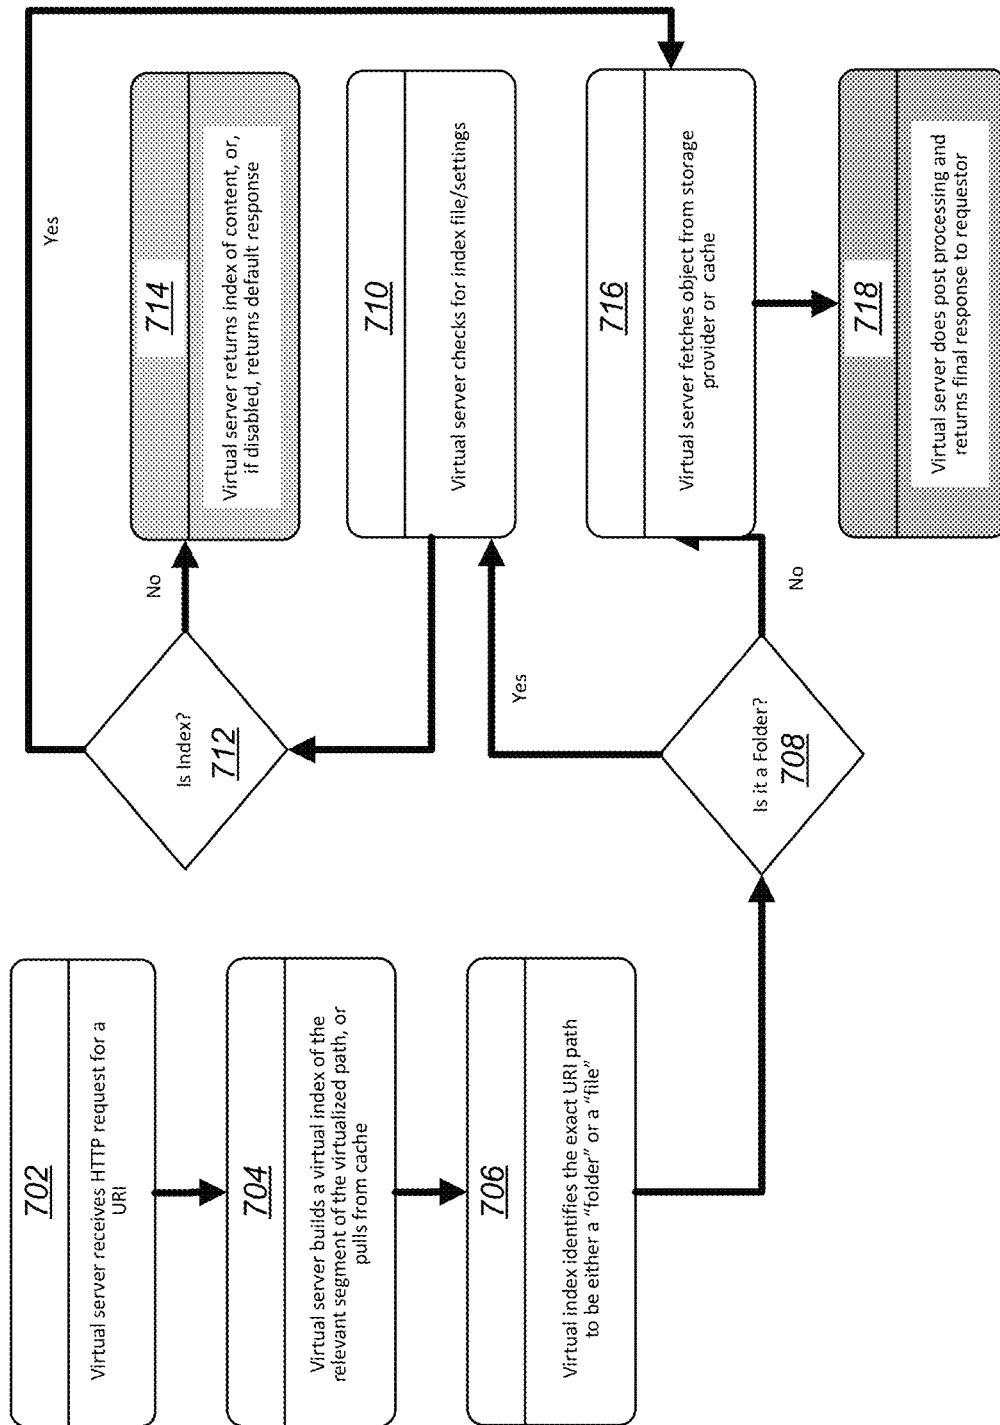 702
Virtual server receives HTTP request for a
URI
704
Virtual server builds a virtual index of the
relevant segment of the virtualized path, or
pulls from cache
706
Virtual index identifies the exact URI path
to be either a “folder” or a “file”
Is it a Folder?
708
Yes
No
710
Virtual server checks for index file/settings
Is Index?
712
No
Yes
714
Virtual server returns index of content, or,
if disabled, returns default response
716
Virtual server fetches object from storage
provider or cache
718
Virtual server does post processing and
returns final response to requestor